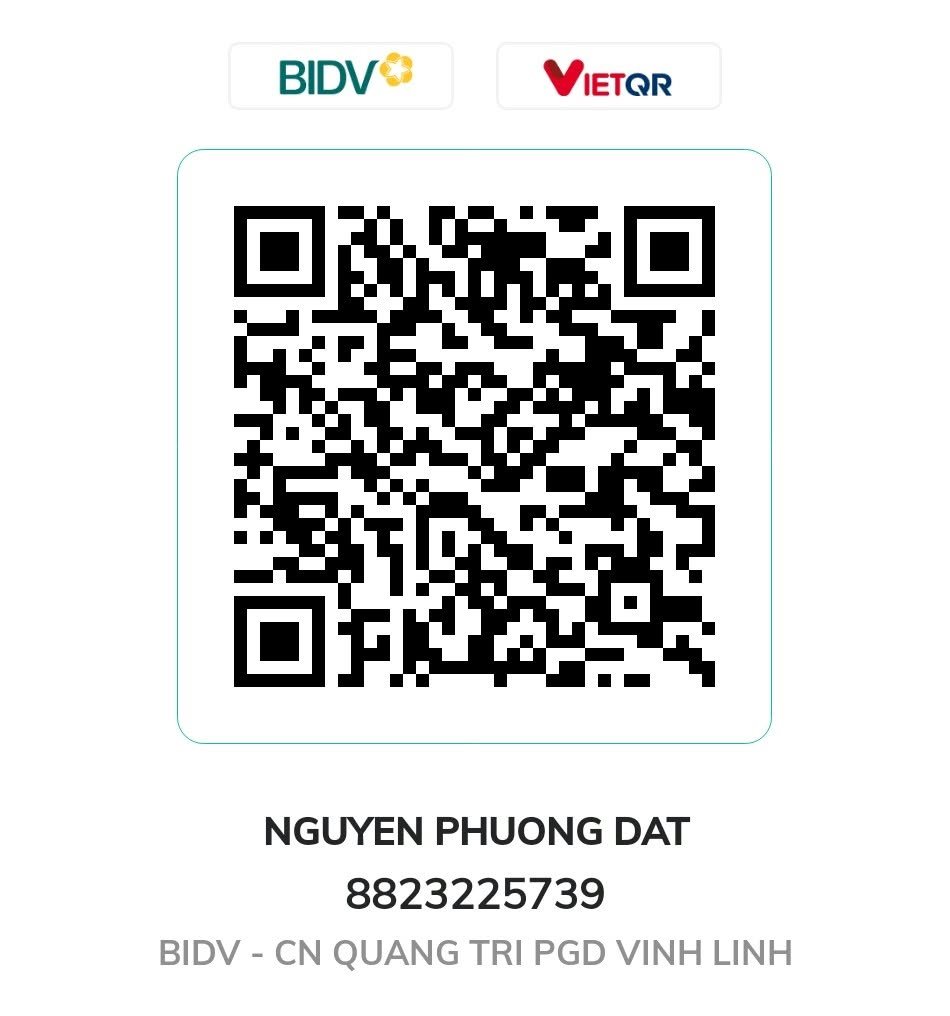 BIDV
VIETQR
NGUYEN PHUONG DAT
8823225739
BIDV - CN QUANG TRI PGD VINH LINH